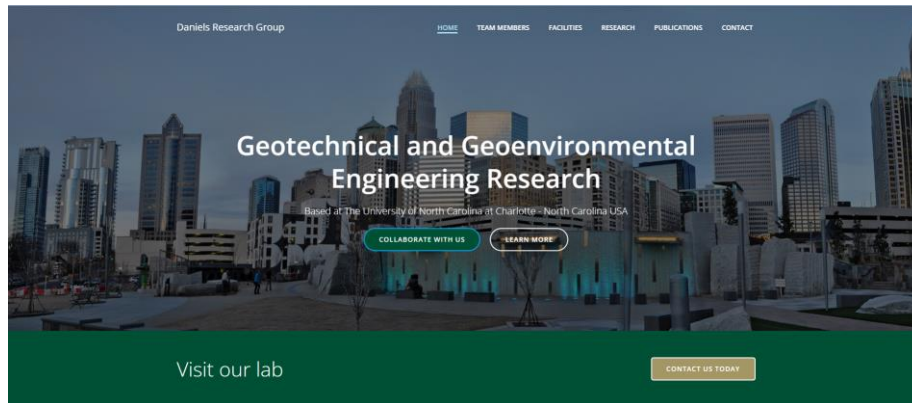 Daniels Research Group
HOME TEAM MEMBERS FACILITIES RESEARCH PUBLICATIONS CONTACT
Geotechnical and Geoenvironmental
Engineering Research
Based at The University of North Carolina at Charlotte - North Carolina USA
COLLABORATE WITH US LEARN MORE
Visit our lab
CONTACT US TODAY